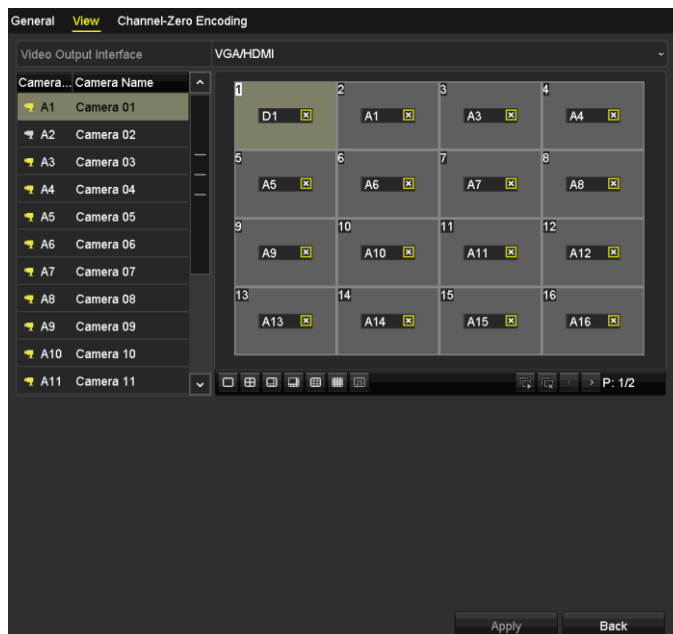 General View Channel-Zero Encoding
Video Output Interface VGA/HDMI
Camera... Camera Name
A1 Camera 01
A2 Camera 02
A3 Camera 03
A4 Camera 04
A5 Camera 05
A6 Camera 06
A7 Camera 07
A8 Camera 08
A9 Camera 09
A10 Camera 10
A11 Camera 11
1 2 3 4
D1 A1 A3 A4
5 6 7 8
A5 A6 A7 A8
9 10 11 12
A9 A10 A11 A12
13 14 15 16
A13 A14 A15 A16
P: 1/2
Apply Back